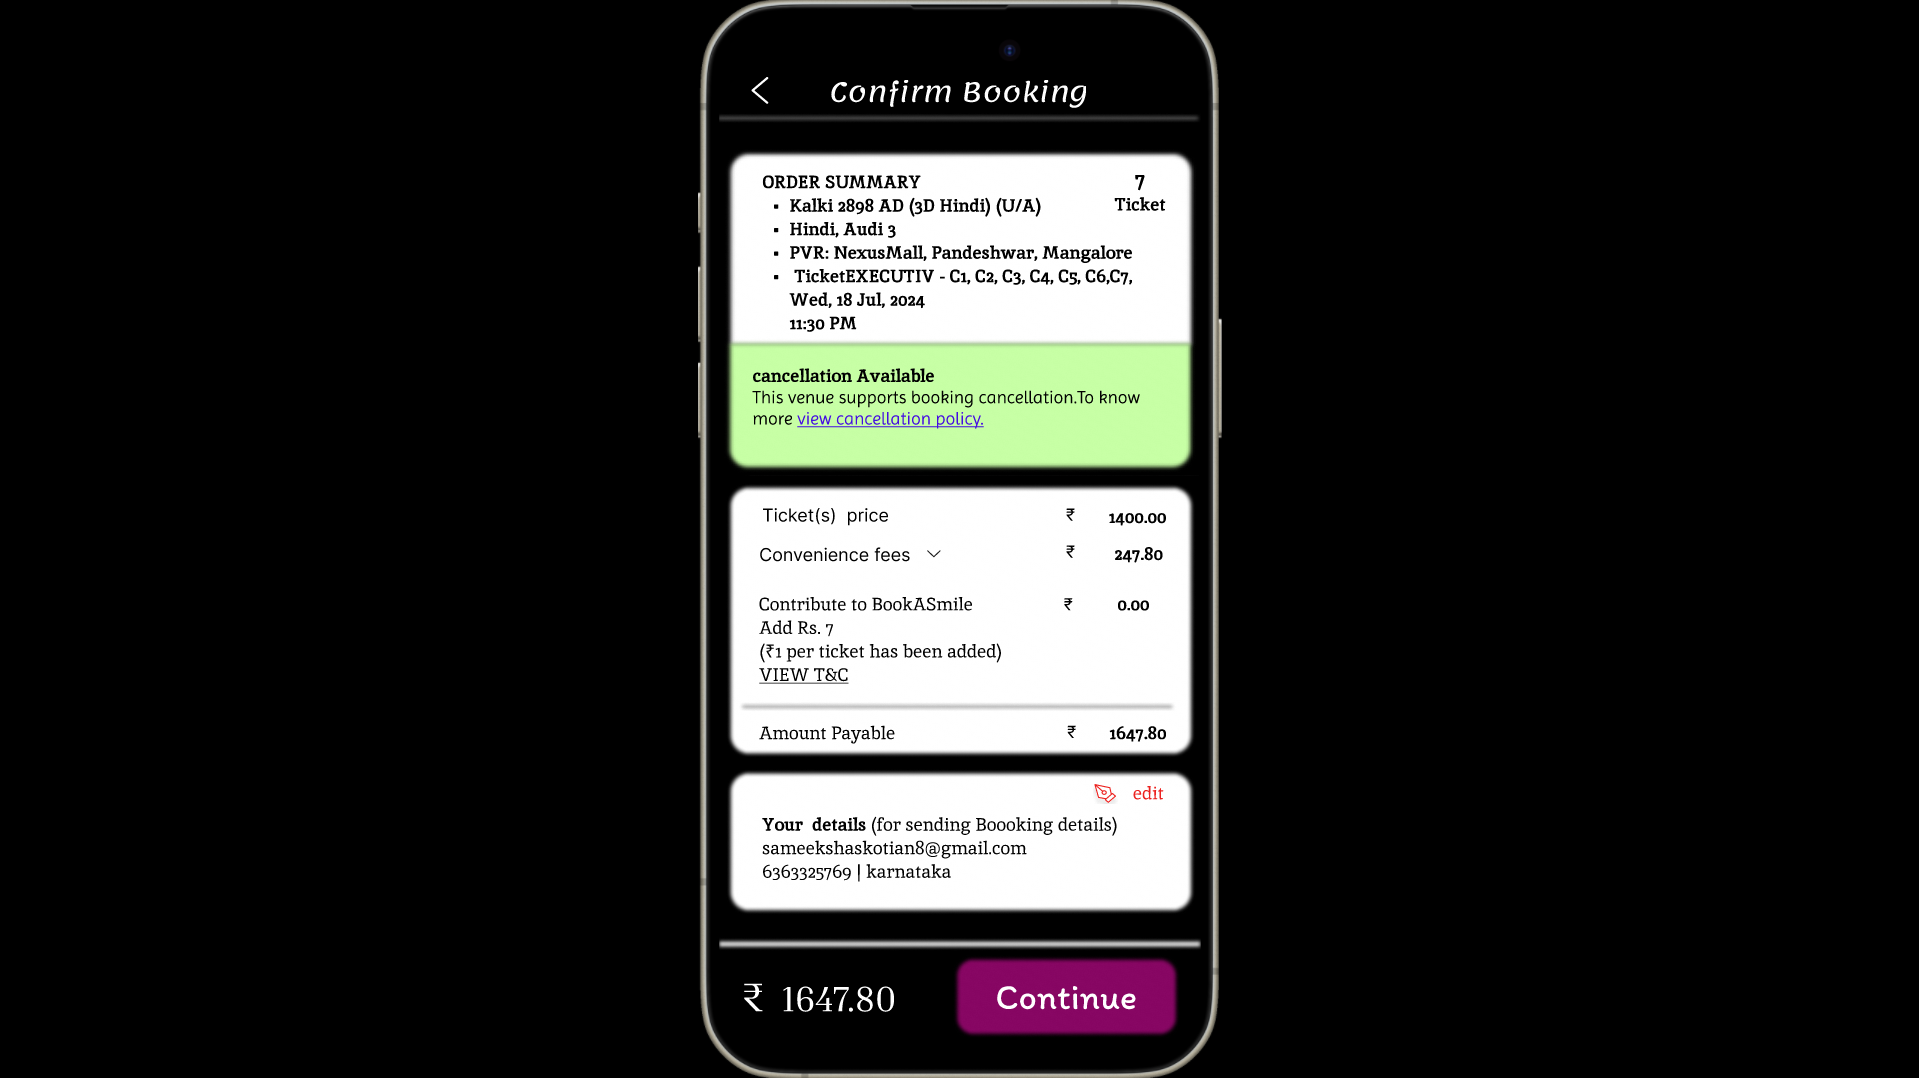 Confirm Booking
ORDER SUMMARY
7
Ticket
▪ Kalki 2898 AD (3D Hindi) (U/A)
▪ Hindi, Audi 3
▪ PVR: NexusMall, Pandeshwar, Mangalore
▪ TicketEXECUTIV - C1, C2, C3, C4, C5, C6,C7,
Wed, 18 Jul, 2024
11:30 PM
cancellation Available
This venue supports booking cancellation.To know
more view cancellation policy.
Ticket(s) price ₹ 1400.00
Convenience fees ₹ 247.80
Contribute to BookASmile ₹ 0.00
Add Rs. 7
(₹1 per ticket has been added)
VIEW T&C
Amount Payable ₹ 1647.80
edit
Your details (for sending Boooking details)
sameekshaskotian8@gmail.com
6363325769 | karnataka
₹ 1647.80
Continue